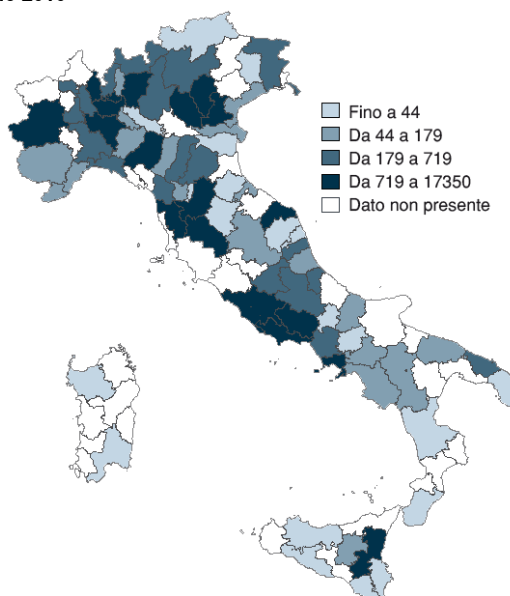 Fino a 44
Da 44 a 179
Da 179 a 719
Da 719 a 17350
Dato non presente